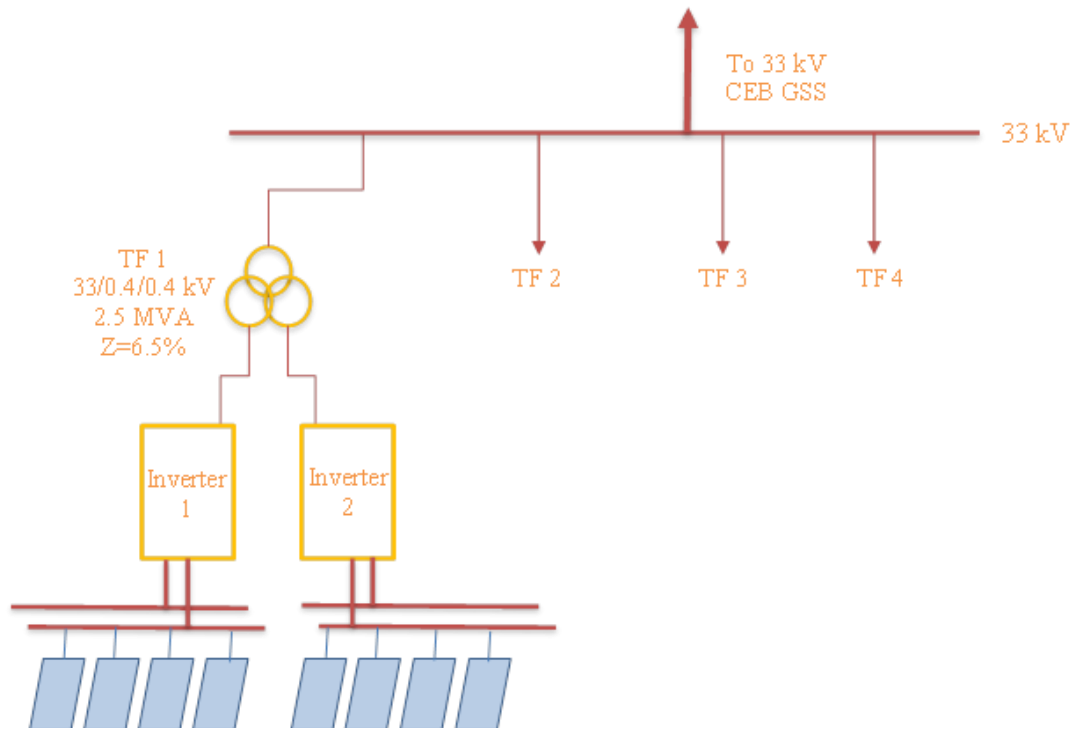 To 33 kV
CEB GSS
33 kV
TF 1
33/0.4/0.4 kV
2.5 MVA
Z=6.5%
TF 2
TF 3
TF 4
Inverter
1
Inverter
2